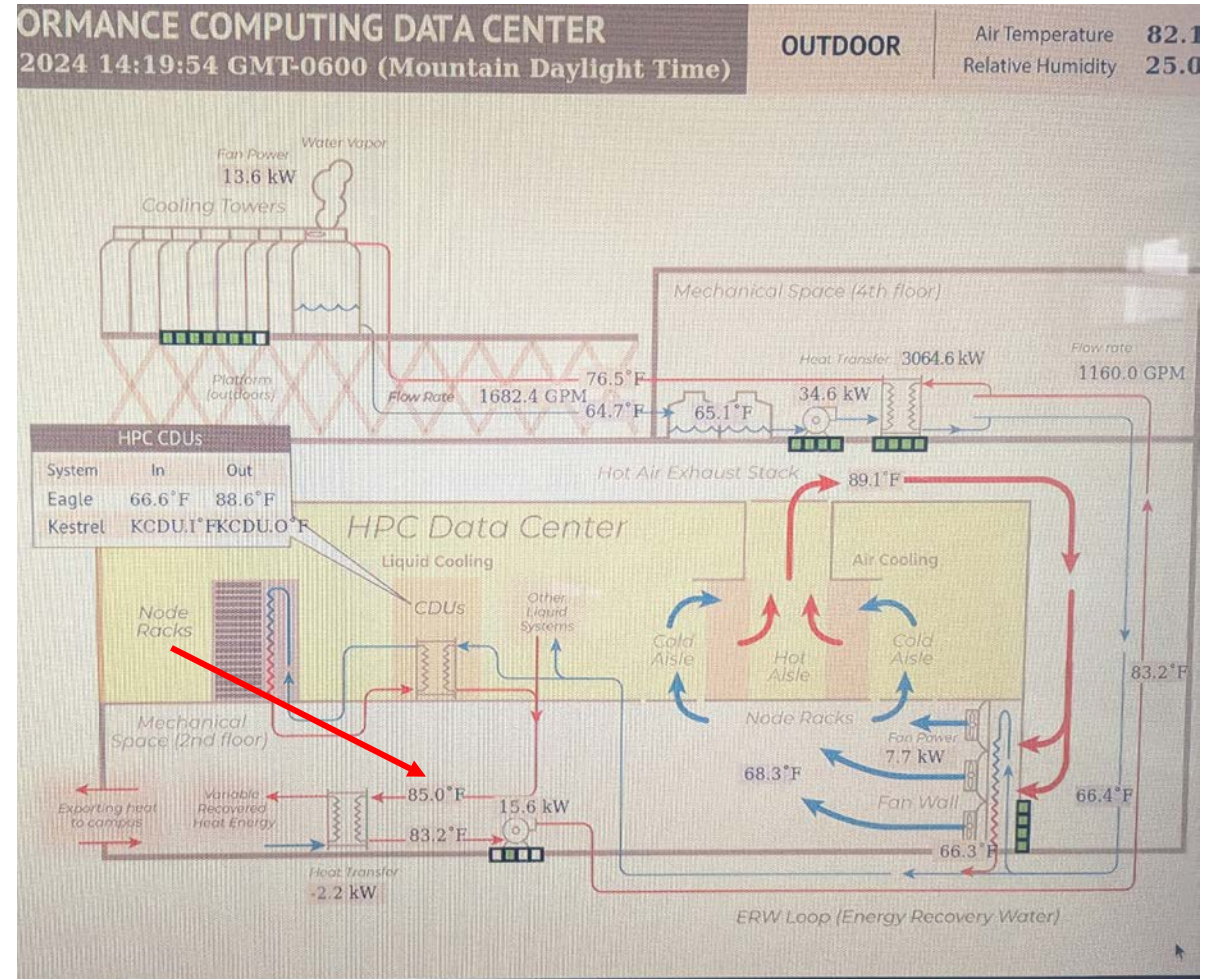 ORMANCE COMPUTING DATA CENTER
2024 14:19:54 GMT-0600 (Mountain Daylight Time)
OUTDOOR
Air Temperature 82.1
Relative Humidity 25.0
Water Vapor
Fan Power
13.6 kW
Cooling Towers
Mechanical Space (4th floor)
Heat Transfer 3064.6 kW
Flow rate
1160.0 GPM
Platform
(outdoors)
76.5°F
Flow Rate 1682.4 GPM
64.7°F
65.1°F
34.6 kW
HPC CDUs
System In Out
Eagle 66.6°F 88.6°F
Kestrel KCDU.I°FKCDU.O°F
Hot Air Exhaust Stack
89.1°F
HPC Data Center
Liquid Cooling
Air Cooling
Node
Racks
CDUs
Other
Liquid
Systems
Cold
Aisle
Hot
Aisle
Cold
Aisle
83.2°F
Mechanical
Space (2nd floor)
Node Racks
Fan Power
7.7 kW
68.3°F
Fan Wall
66.4°F
66.3°F
Exporting heat
to campus
Variable
Recovered
Heat Energy
85.0°F
83.2°F
15.6 kW
Heat Transfer
-2.2 kW
ERW Loop (Energy Recovery Water)